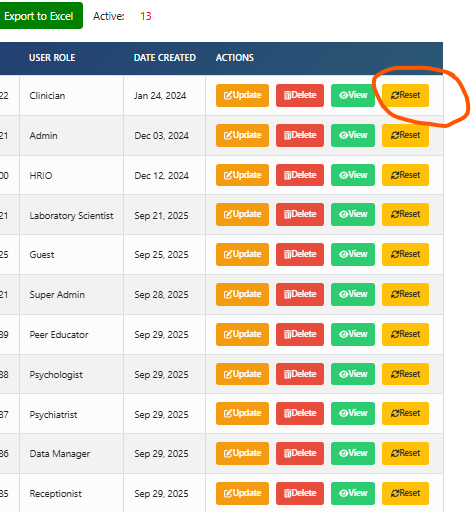 Export to Excel Active: 13
USER ROLE DATE CREATED ACTIONS
22 Clinician Jan 24, 2024 Update Delete View Reset
21 Admin Dec 03, 2024 Update Delete View Reset
00 HRIO Dec 12, 2024 Update Delete View Reset
21 Laboratory Scientist Sep 21, 2025 Update Delete View Reset
25 Guest Sep 25, 2025 Update Delete View Reset
21 Super Admin Sep 28, 2025 Update Delete View Reset
39 Peer Educator Sep 29, 2025 Update Delete View Reset
38 Psychologist Sep 29, 2025 Update Delete View Reset
37 Psychiatrist Sep 29, 2025 Update Delete View Reset
36 Data Manager Sep 29, 2025 Update Delete View Reset
35 Receptionist Sep 29, 2025 Update Delete View Reset